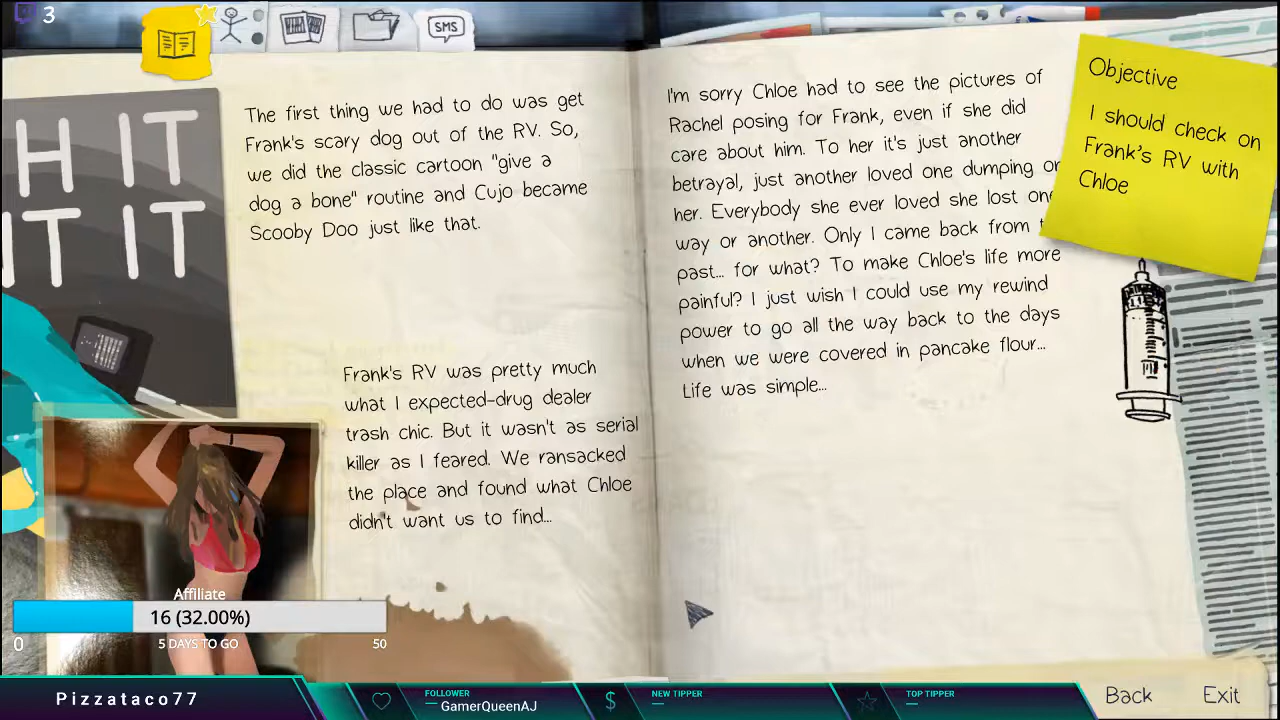 3
SMS
H IT
T IT
The first thing we had to do was get
Frank's scary dog out of the RV. So,
we did the classic cartoon "give a
dog a bone" routine and Cujo became
Scooby Doo just like that.
Frank's RV was pretty much
what I expected-drug dealer
trash chic. But it wasn't as serial
killer as I feared. We ransacked
the place and found what Chloe
didn't want us to find...
I'm sorry Chloe had to see the pictures of
Rachel posing for Frank, even if she did
care about him. To her it's just another
betrayal, just another loved one dumping on
her. Everybody she ever loved she lost one
way or another. Only I came back from
past... for what? To make Chloe's life more
painful? I just wish I could use my rewind
power to go all the way back to the days
when we were covered in pancake flour...
Life was simple...
Objective
I should check on
Frank's RV with
Chloe
Affiliate
16 (32.00%)
0
5 DAYS TO GO
50
Pizzataco77
FOLLOWER
GamerQueenAJ
$
NEW TIPPER
TOP TIPPER
Back
Exit